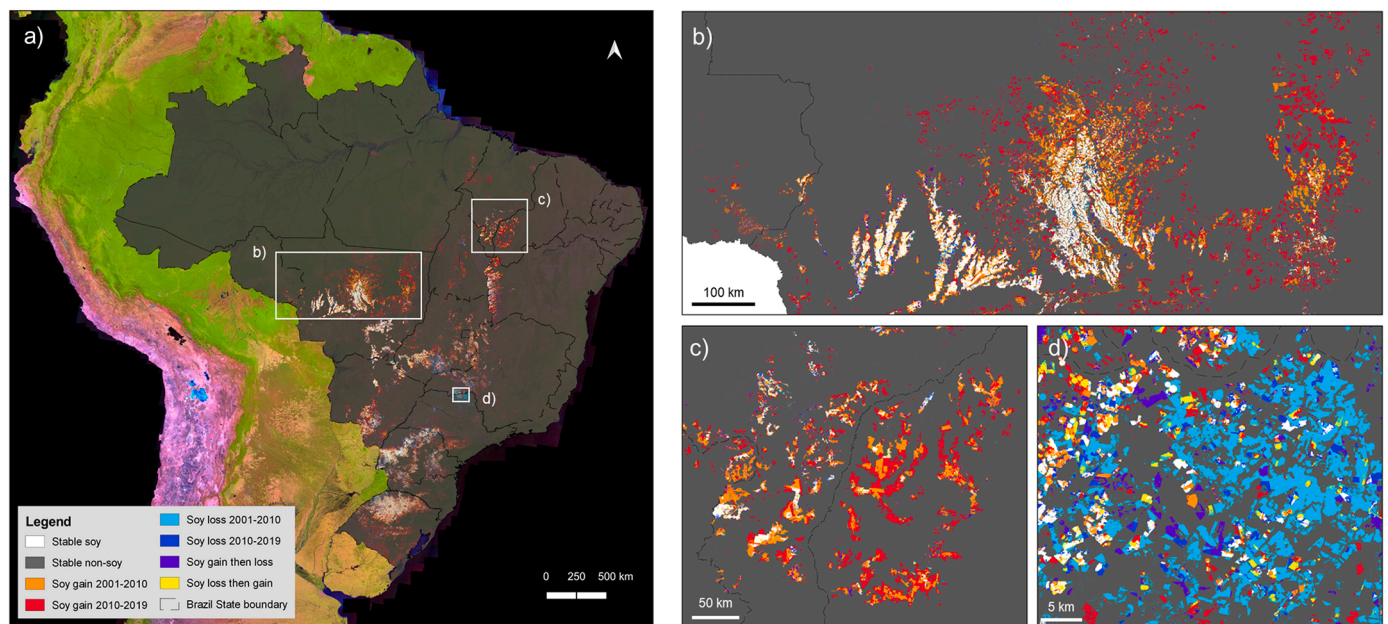 a)
b)
c)
d)
Legend
Stable soy
Stable non-soy
Soy gain 2001-2010
Soy gain 2010-2019
Soy loss 2001-2010
Soy loss 2010-2019
Soy gain then loss
Soy loss then gain
Brazil State boundary
0 250 500 km
b)
100 km
c)
50 km
d)
5 km